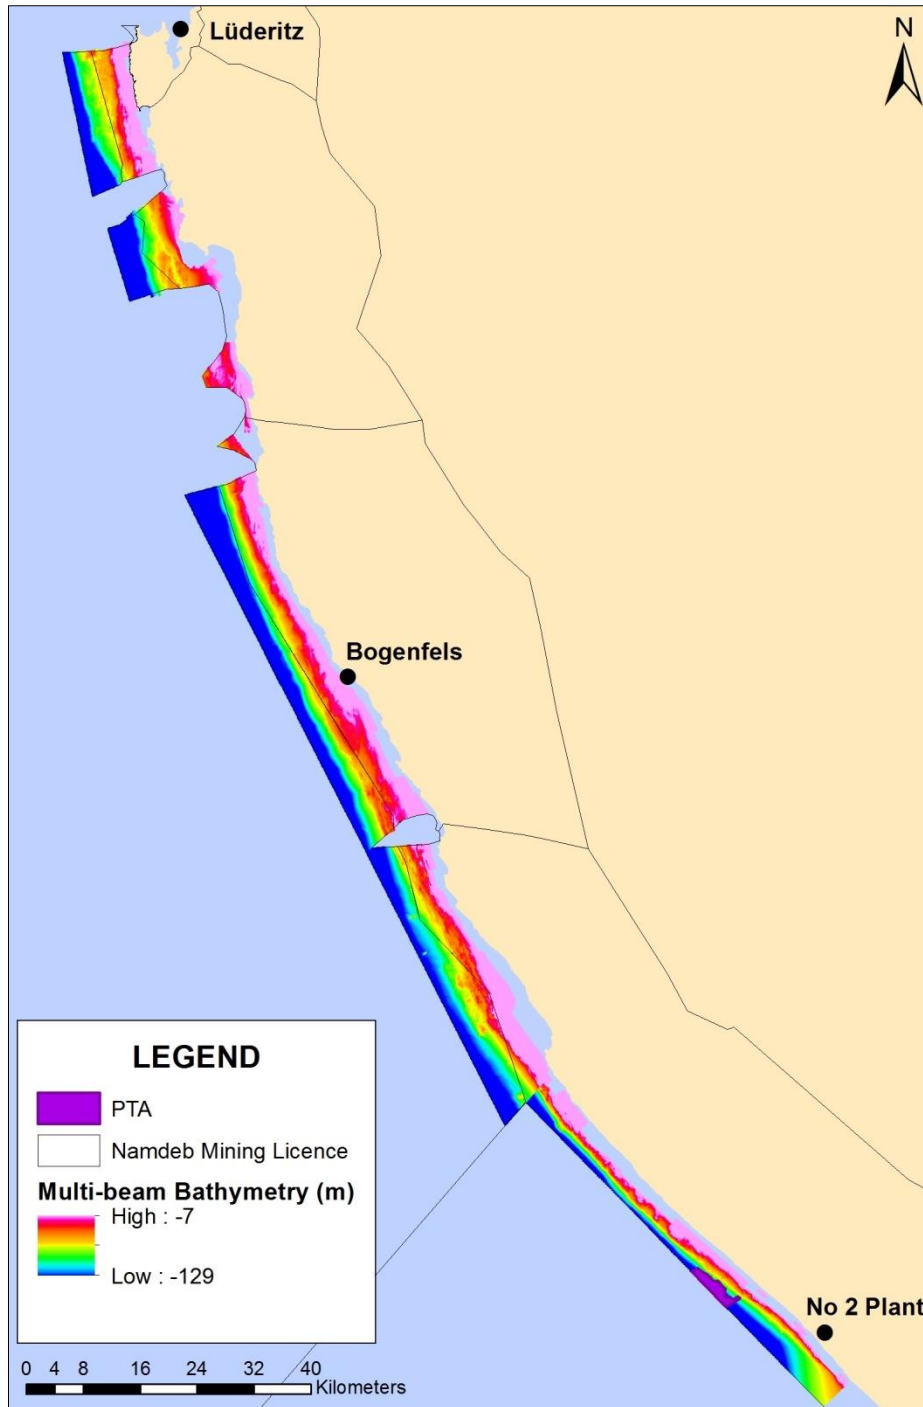 Lüderitz
N
Bogenfels
No 2 Plant
LEGEND
PTA
Namdeb Mining Licence
Multi-beam Bathymetry (m)
High : -7
Low : -129
0 4 8 16 24 32 40
Kilometers